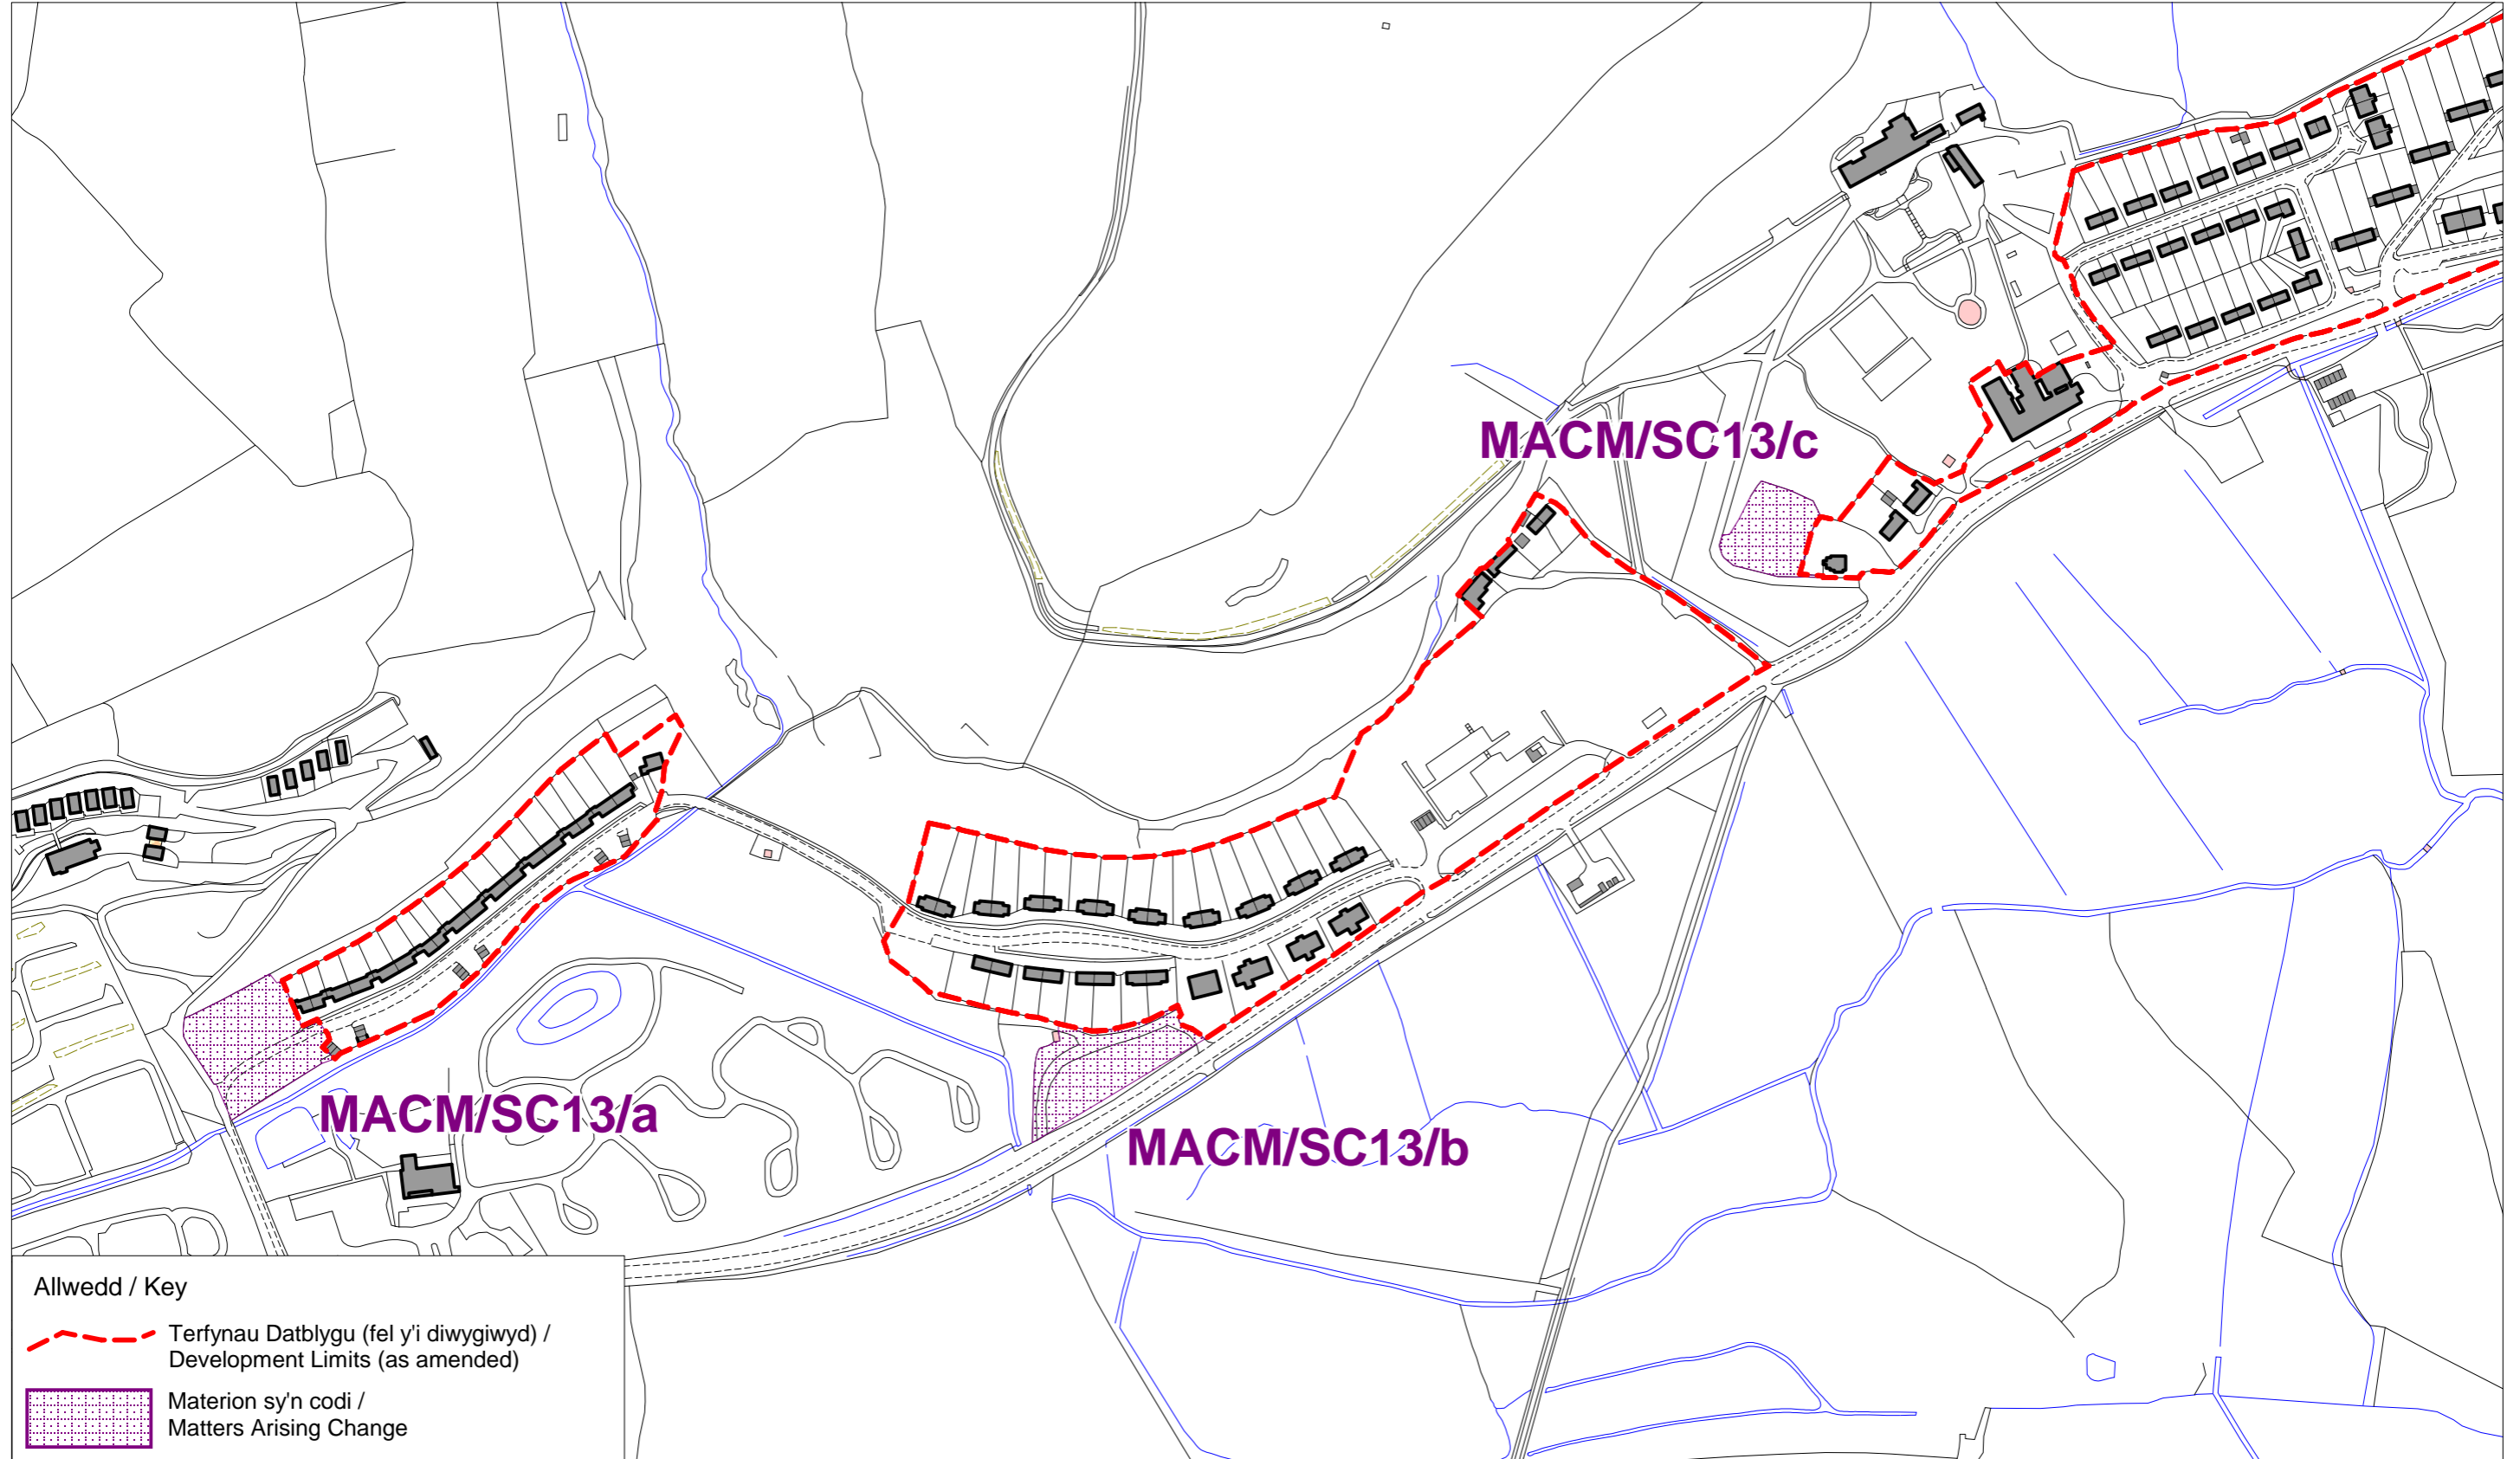 MACM/SC13/c
MACM/SC13/a
MACM/SC13/b
Allwedd / Key
Terfynau Datblygu (fel y'i diwygiwyd) /
Development Limits (as amended)
Materion sy'n codi /
Matters Arising Change